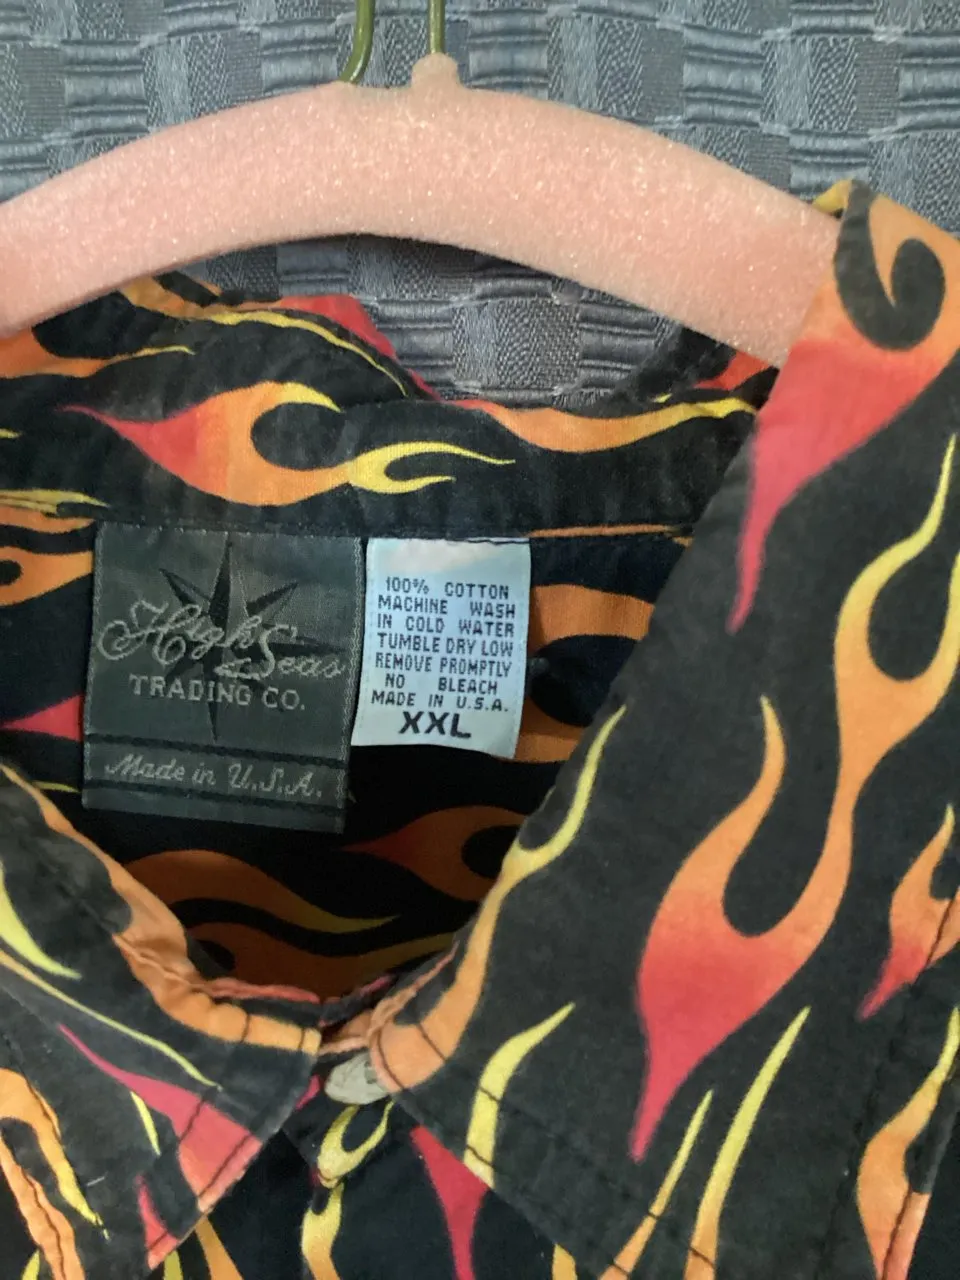 High Seas
TRADING CO.
Made in U.S.A.
100% COTTON
MACHINE WASH
IN COLD WATER
TUMBLE DRY LOW
REMOVE PROMPTLY
NO BLEACH
MADE IN U.S.A.
XXL